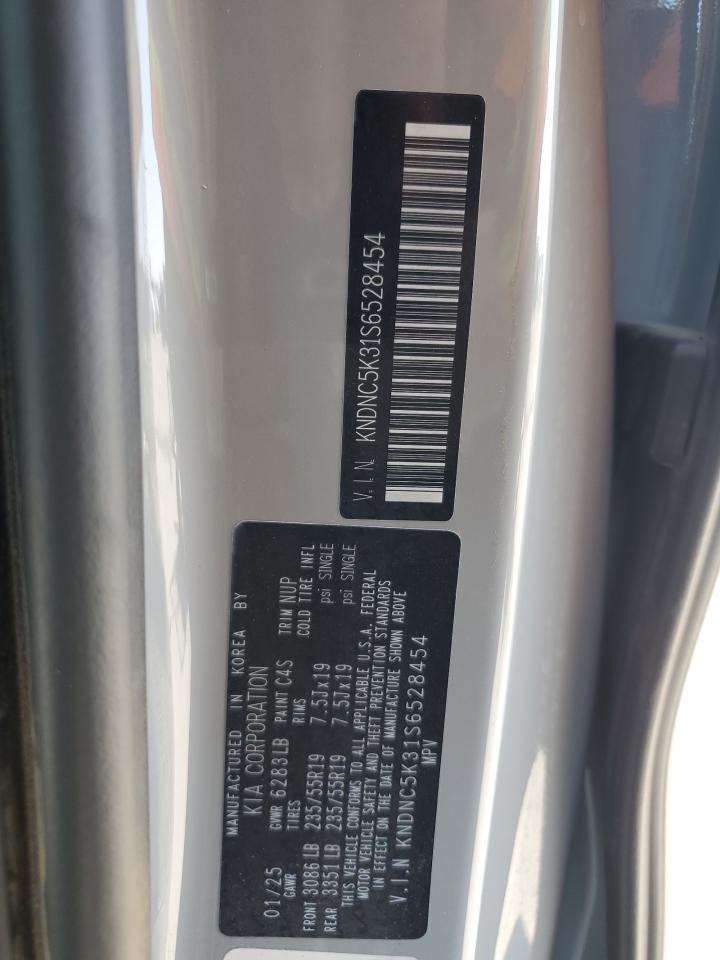 V.I.N. KNDNC5K31S6528454
MANUFACTURED IN KOREA BY
KIA CORPORATION
01/25 GVWR 6283LB PAINT C4S TRIM NUP
GAWR TIRES RIMS COLD TIRE INFL
FRONT 3086LB 235/55R19 7.5Jx19 psi SINGLE
REAR 3351LB 235/55R19 7.5Jx19 psi SINGLE
THIS VEHICLE CONFORMS TO ALL APPLICABLE U.S.A. FEDERAL
MOTOR VEHICLE SAFETY AND THEFT PREVENTION STANDARDS
IN EFFECT ON THE DATE OF MANUFACTURE SHOWN ABOVE
V.I.N KNDNC5K31S6528454
MPV